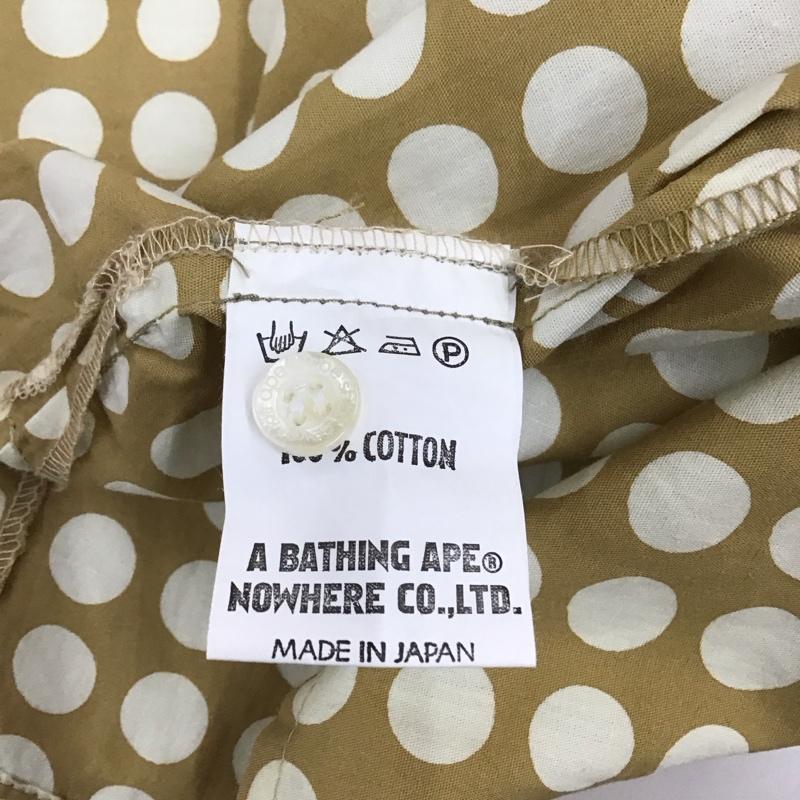 P
% COTTON
A BATHING APE®
NOWHERE CO.,LTD.
MADE IN JAPAN